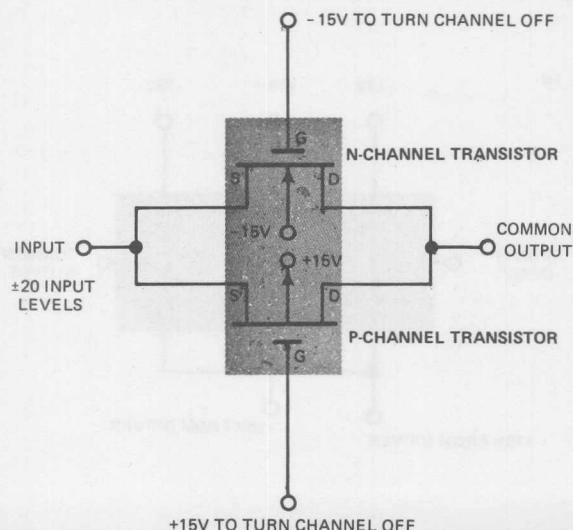 -15V TO TURN CHANNEL OFF
G
N-CHANNEL TRANSISTOR
S
D
-15V
INPUT
COMMON
OUTPUT
+15V
±20 INPUT
LEVELS
S
D
P-CHANNEL TRANSISTOR
G
+15V TO TURN CHANNEL OFF